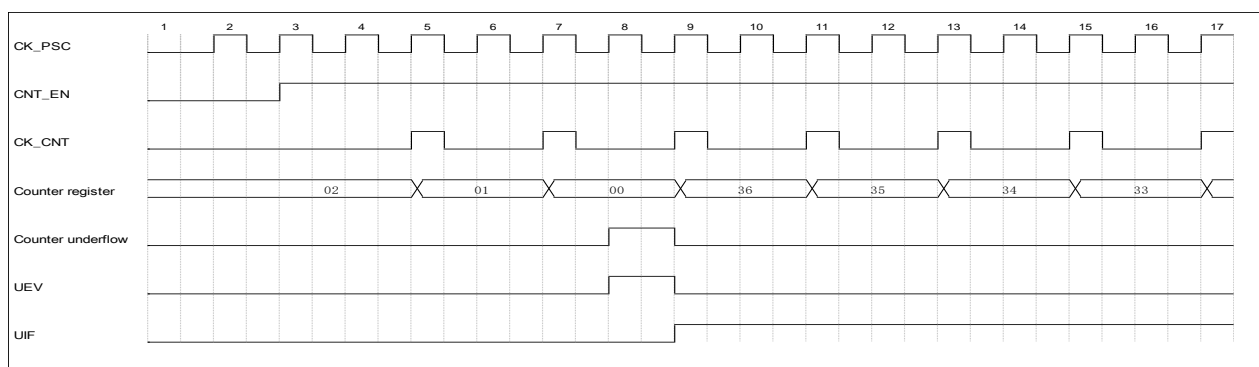 1 2 3 4 5 6 7 8 9 10 11 12 13 14 15 16 17
CK_PSC
CNT_EN
CK_CNT
Counter register 02 01 00 36 35 34 33
Counter underflow
UEV
UIF